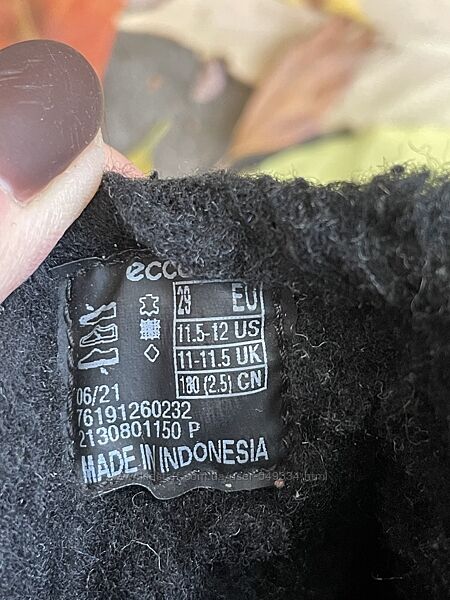 ecco
29 EU
11.5-12 US
11-11.5 UK
180 (2.5) CN
06/21
76191260232
2130801150 P
MADE IN INDONESIA